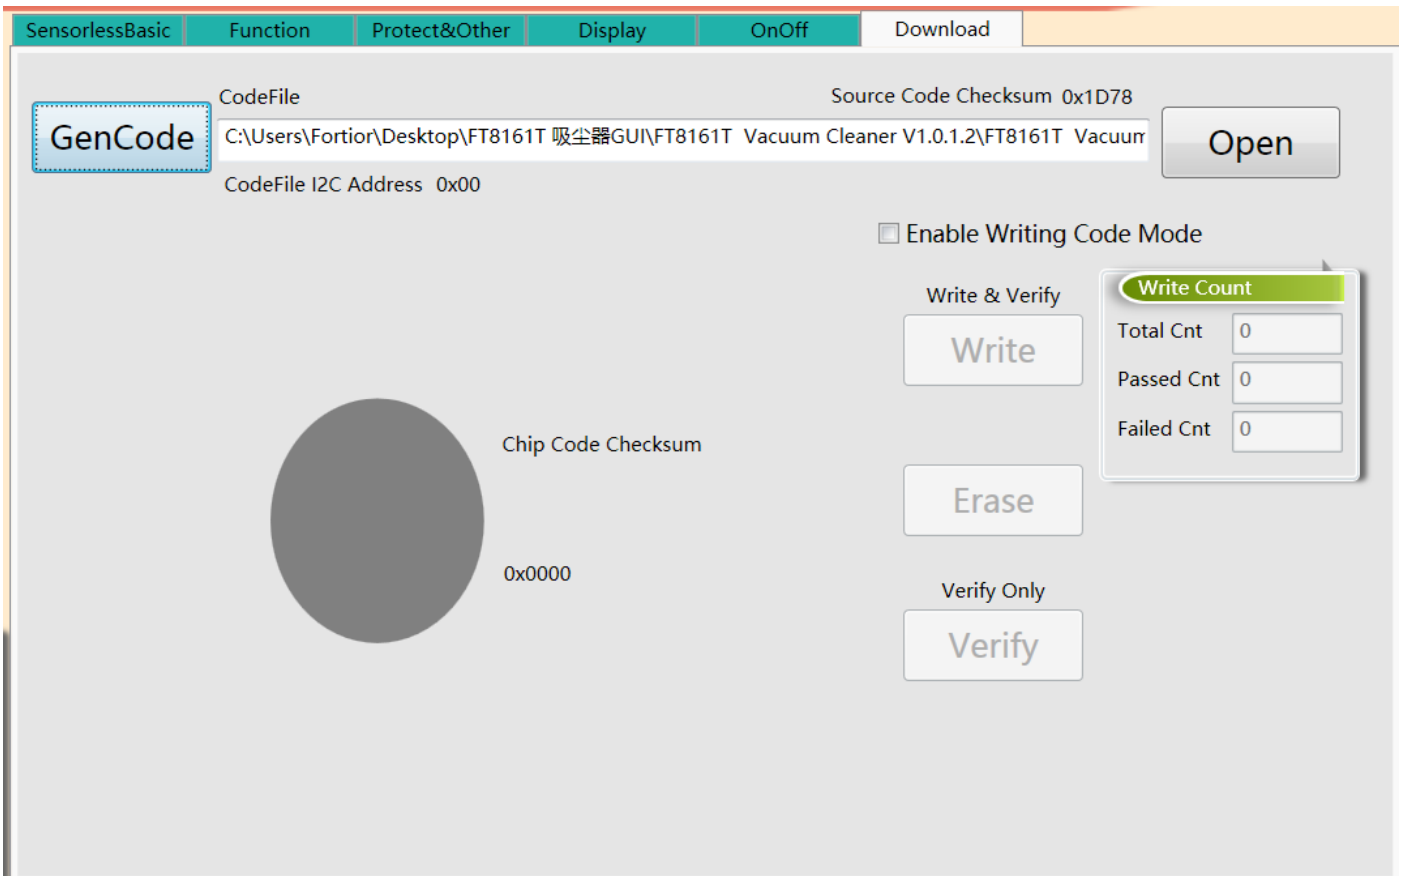 SensorlessBasic Function Protect&Other Display OnOff Download
CodeFile Source Code Checksum 0x1D78
GenCode C:\Users\Fortior\Desktop\FT8161T 吸尘器GUI\FT8161T  Vacuum Cleaner V1.0.1.2\FT8161T  Vacuum Open
CodeFile I2C Address 0x00
Enable Writing Code Mode
Write & Verify
Write
Write Count
Total Cnt 0
Passed Cnt 0
Failed Cnt 0
Chip Code Checksum
0x0000
Erase
Verify Only
Verify